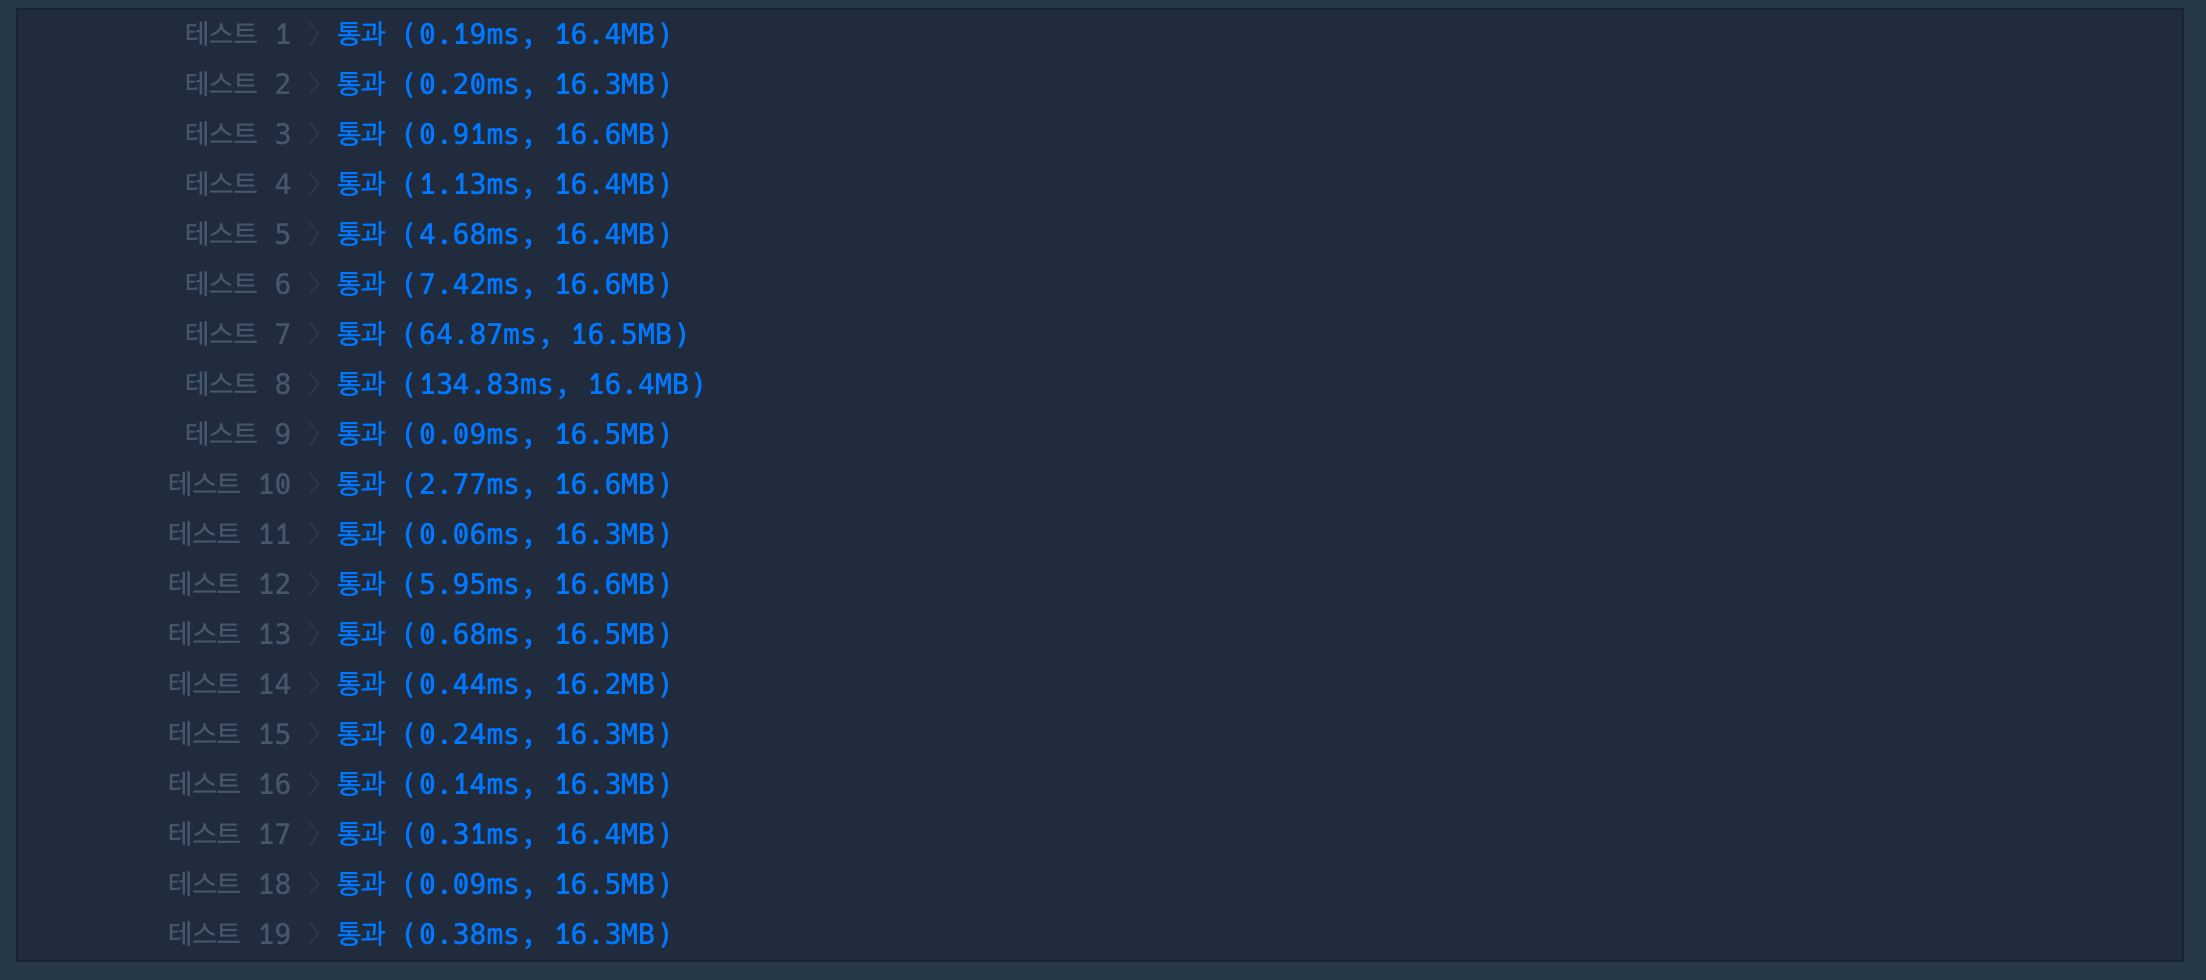 테스트 1 〉 통과 (0.19ms, 16.4MB)
테스트 2 〉 통과 (0.20ms, 16.3MB)
테스트 3 〉 통과 (0.91ms, 16.6MB)
테스트 4 〉 통과 (1.13ms, 16.4MB)
테스트 5 〉 통과 (4.68ms, 16.4MB)
테스트 6 〉 통과 (7.42ms, 16.6MB)
테스트 7 〉 통과 (64.87ms, 16.5MB)
테스트 8 〉 통과 (134.83ms, 16.4MB)
테스트 9 〉 통과 (0.09ms, 16.5MB)
테스트 10 〉 통과 (2.77ms, 16.6MB)
테스트 11 〉 통과 (0.06ms, 16.3MB)
테스트 12 〉 통과 (5.95ms, 16.6MB)
테스트 13 〉 통과 (0.68ms, 16.5MB)
테스트 14 〉 통과 (0.44ms, 16.2MB)
테스트 15 〉 통과 (0.24ms, 16.3MB)
테스트 16 〉 통과 (0.14ms, 16.3MB)
테스트 17 〉 통과 (0.31ms, 16.4MB)
테스트 18 〉 통과 (0.09ms, 16.5MB)
테스트 19 〉 통과 (0.38ms, 16.3MB)